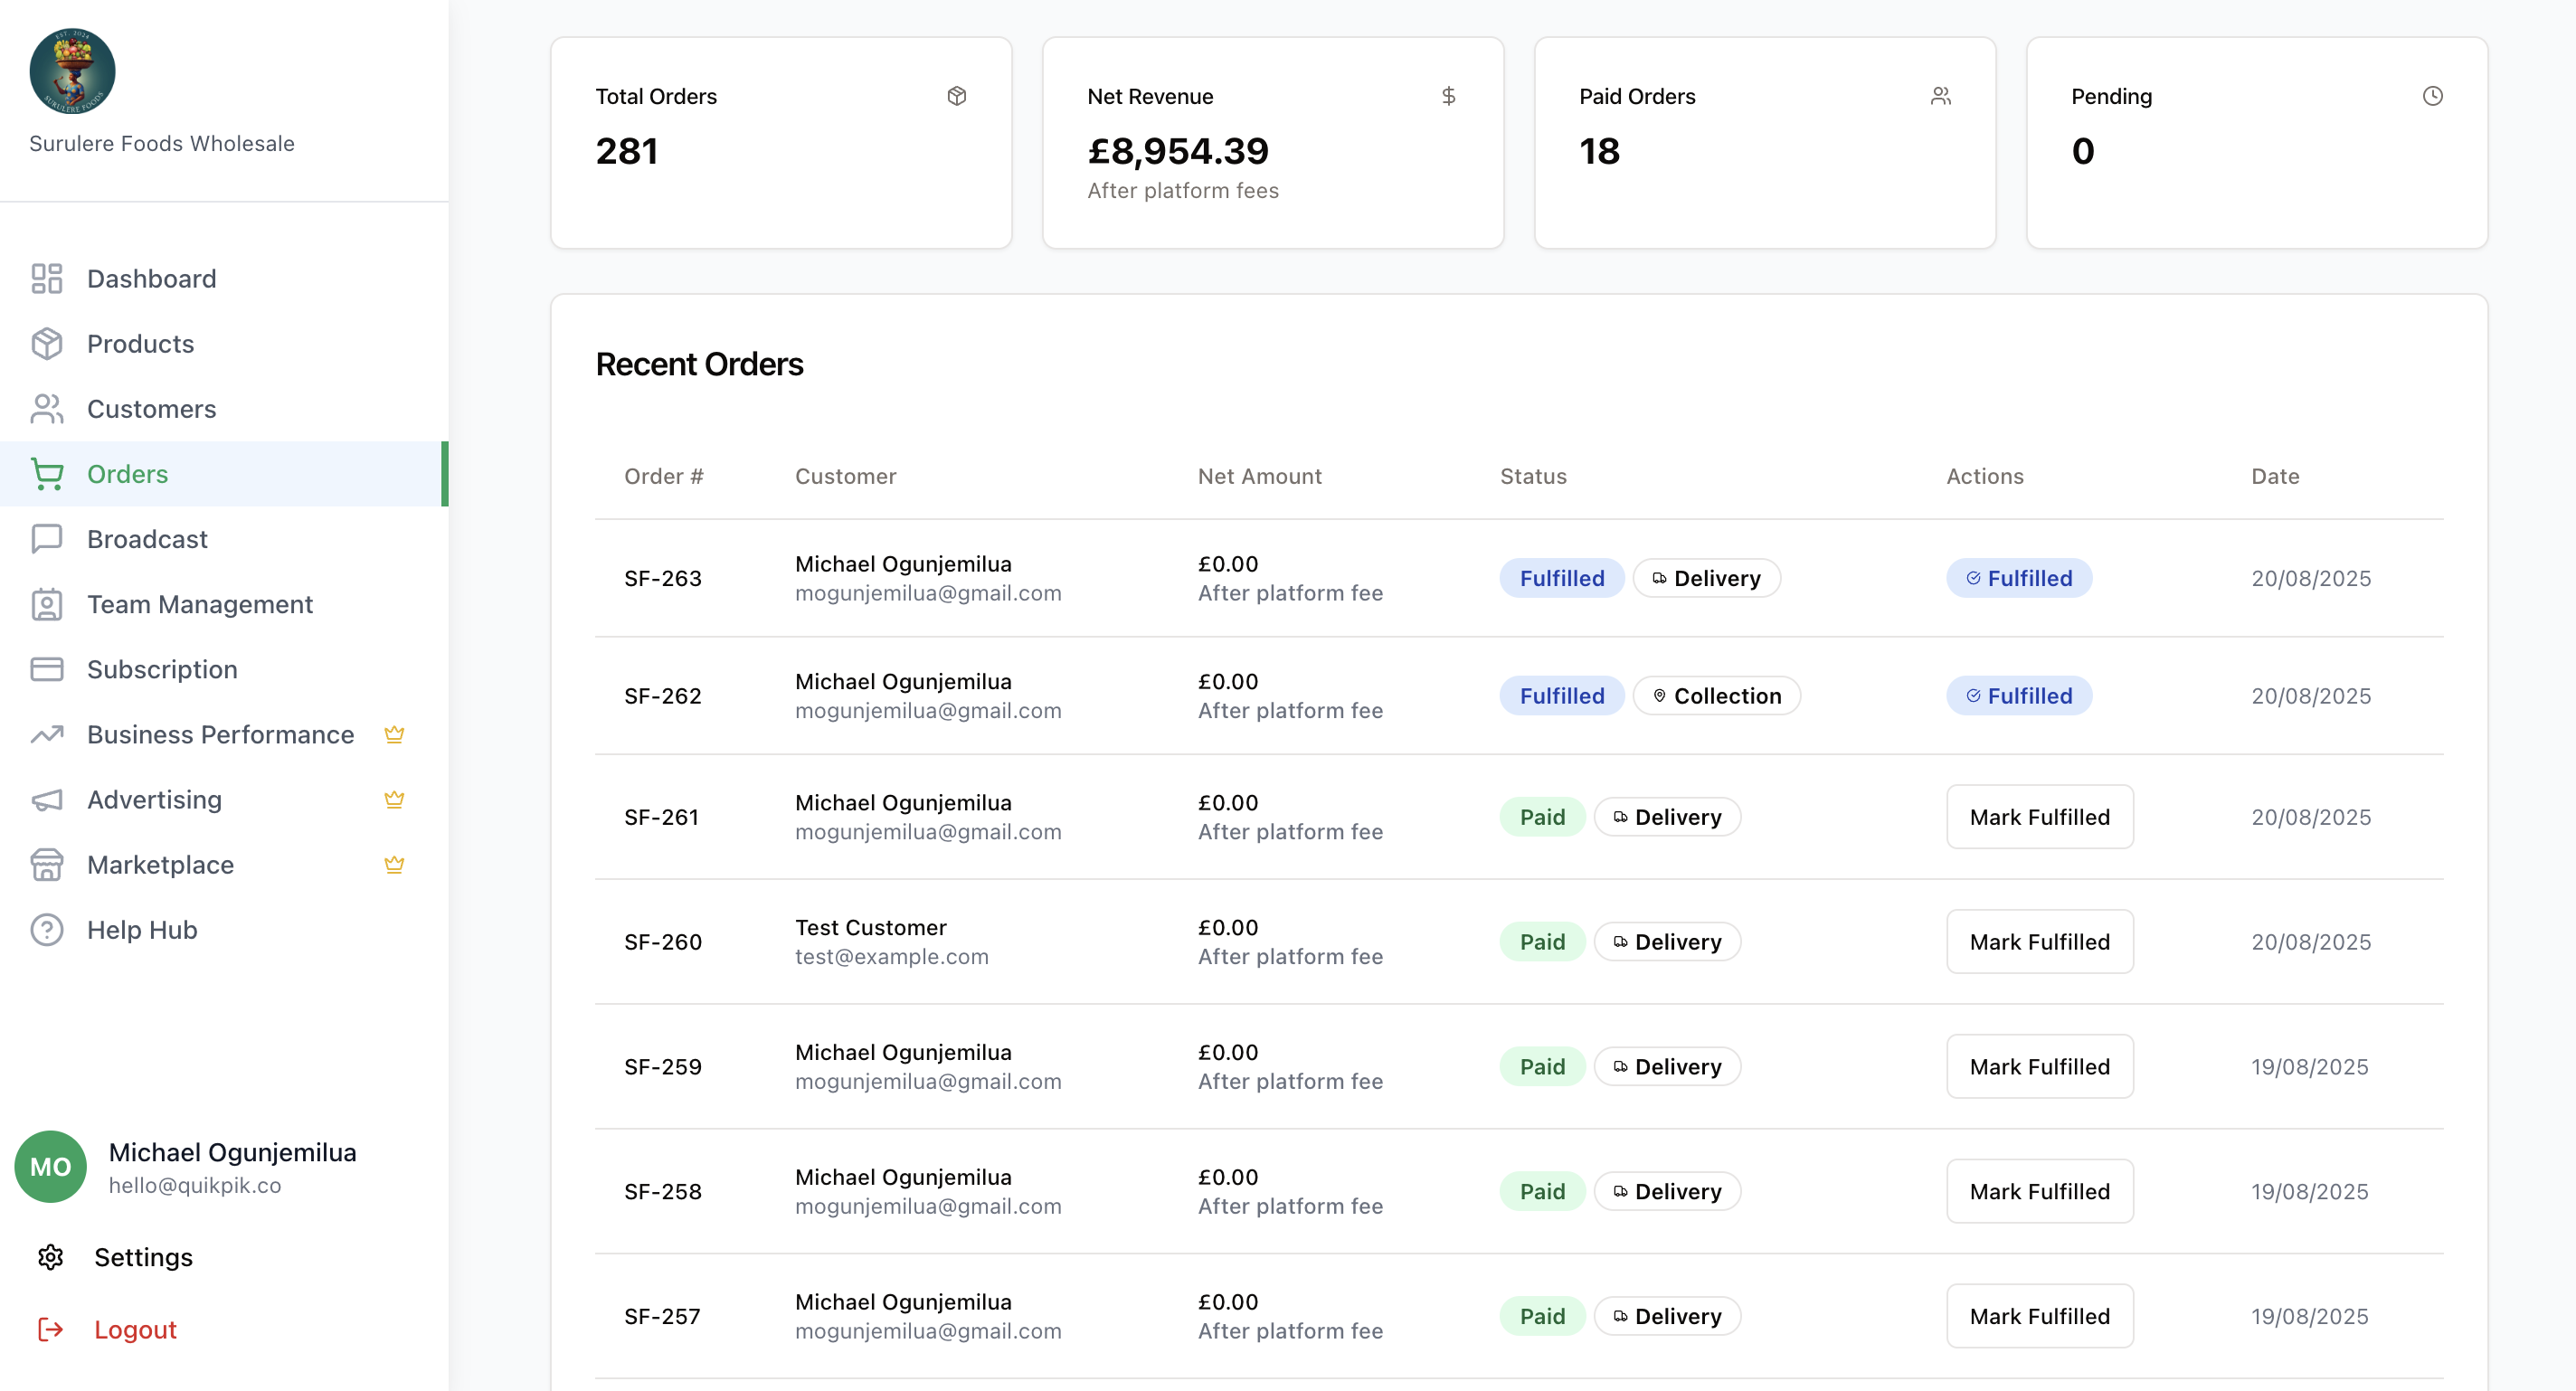 EST. 2024
SURULERE FOODS
Surulere Foods Wholesale
Dashboard
Products
Customers
Orders
Broadcast
Team Management
Subscription
Business Performance
Advertising
Marketplace
Help Hub
MO
Michael Ogunjemilua
hello@quikpik.co
Settings
Logout
Total Orders
281
Net Revenue
£8,954.39
After platform fees
Paid Orders
18
Pending
0
Recent Orders
Order # Customer Net Amount Status Actions Date
SF-263 Michael Ogunjemilua £0.00 Fulfilled Delivery Fulfilled 20/08/2025
mogunjemilua@gmail.com After platform fee
SF-262 Michael Ogunjemilua £0.00 Fulfilled Collection Fulfilled 20/08/2025
mogunjemilua@gmail.com After platform fee
SF-261 Michael Ogunjemilua £0.00 Paid Delivery Mark Fulfilled 20/08/2025
mogunjemilua@gmail.com After platform fee
SF-260 Test Customer £0.00 Paid Delivery Mark Fulfilled 20/08/2025
test@example.com After platform fee
SF-259 Michael Ogunjemilua £0.00 Paid Delivery Mark Fulfilled 19/08/2025
mogunjemilua@gmail.com After platform fee
SF-258 Michael Ogunjemilua £0.00 Paid Delivery Mark Fulfilled 19/08/2025
mogunjemilua@gmail.com After platform fee
SF-257 Michael Ogunjemilua £0.00 Paid Delivery Mark Fulfilled 19/08/2025
mogunjemilua@gmail.com After platform fee